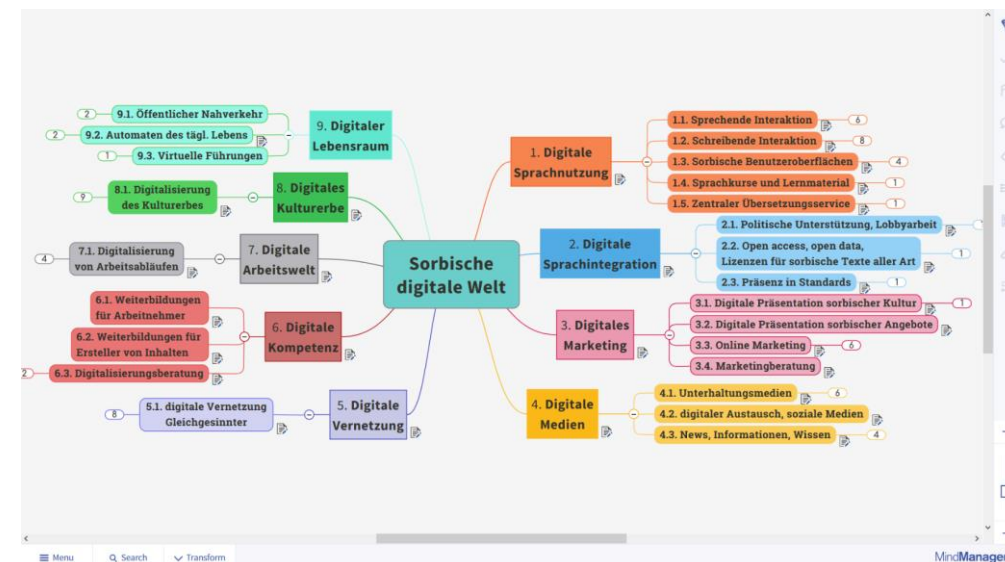 Sorbische
digitale Welt
1. Digitale
Sprachnutzung
1.1. Sprechende Interaktion
6
1.2. Schreibende Interaktion
8
1.3. Sorbische Benutzeroberflächen
4
1.4. Sprachkurse und Lernmaterial
1
1.5. Zentraler Übersetzungsservice
1
2. Digitale
Sprachintegration
2.1. Politische Unterstützung, Lobbyarbeit
2.2. Open access, open data,
Lizenzen für sorbische Texte aller Art
1
2.3. Präsenz in Standards
1
3. Digitales
Marketing
3.1. Digitale Präsentation sorbischer Kultur
1
3.2. Digitale Präsentation sorbischer Angebote
3.3. Online Marketing
6
3.4. Marketingberatung
4. Digitale
Medien
4.1. Unterhaltungsmedien
6
4.2. digitaler Austausch, soziale Medien
4.3. News, Informationen, Wissen
4
5. Digitale
Vernetzung
5.1. digitale Vernetzung
Gleichgesinnter
8
6. Digitale
Kompetenz
6.1. Weiterbildungen
für Arbeitnehmer
6.2. Weiterbildungen für
Ersteller von Inhalten
6.3. Digitalisierungsberatung
2
7. Digitale
Arbeitswelt
7.1. Digitalisierung
von Arbeitsabläufen
4
8. Digitales
Kulturerbe
8.1. Digitalisierung
des Kulturerbes
9
9. Digitaler
Lebensraum
9.1. Öffentlicher Nahverkehr
2
9.2. Automaten des tägl. Lebens
2
9.3. Virtuelle Führungen
1
Menu
Search
Transform
MindManager